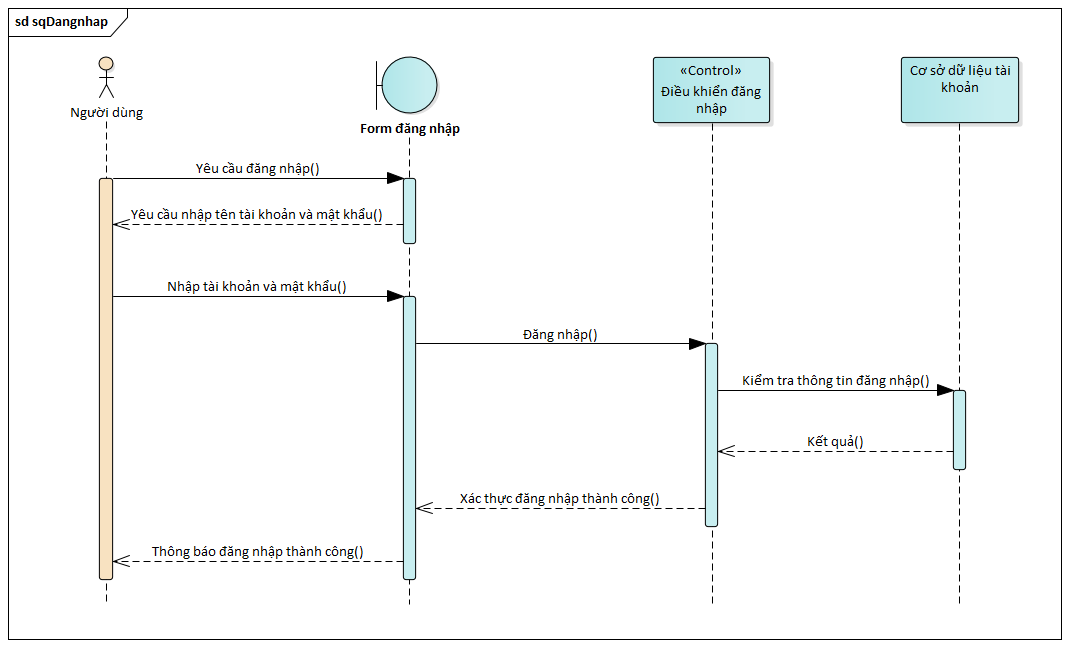 sd sqDangnhap
Người dùng
Form đăng nhập
«Control»
Điều khiển đăng
nhập
Cơ sở dữ liệu tài
khoản
Yêu cầu đăng nhập()
Yêu cầu nhập tên tài khoản và mật khẩu()
Nhập tài khoản và mật khẩu()
Đăng nhập()
Kiểm tra thông tin đăng nhập()
Kết quả()
Xác thực đăng nhập thành công()
Thông báo đăng nhập thành công()